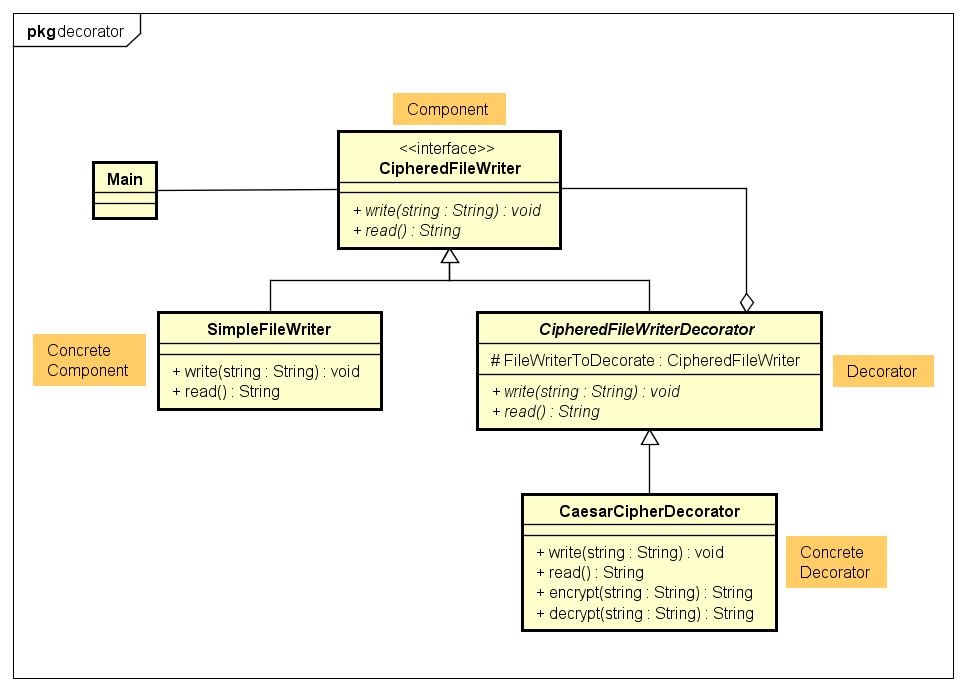 pkg decorator
Component
<<interface>>
CipheredFileWriter
+ write(string : String) : void
+ read() : String
Main
SimpleFileWriter
+ write(string : String) : void
+ read() : String
Concrete
Component
CipheredFileWriterDecorator
# FileWriterToDecorate : CipheredFileWriter
+ write(string : String) : void
+ read() : String
Decorator
CaesarCipherDecorator
+ write(string : String) : void
+ read() : String
+ encrypt(string : String) : String
+ decrypt(string : String) : String
Concrete
Decorator